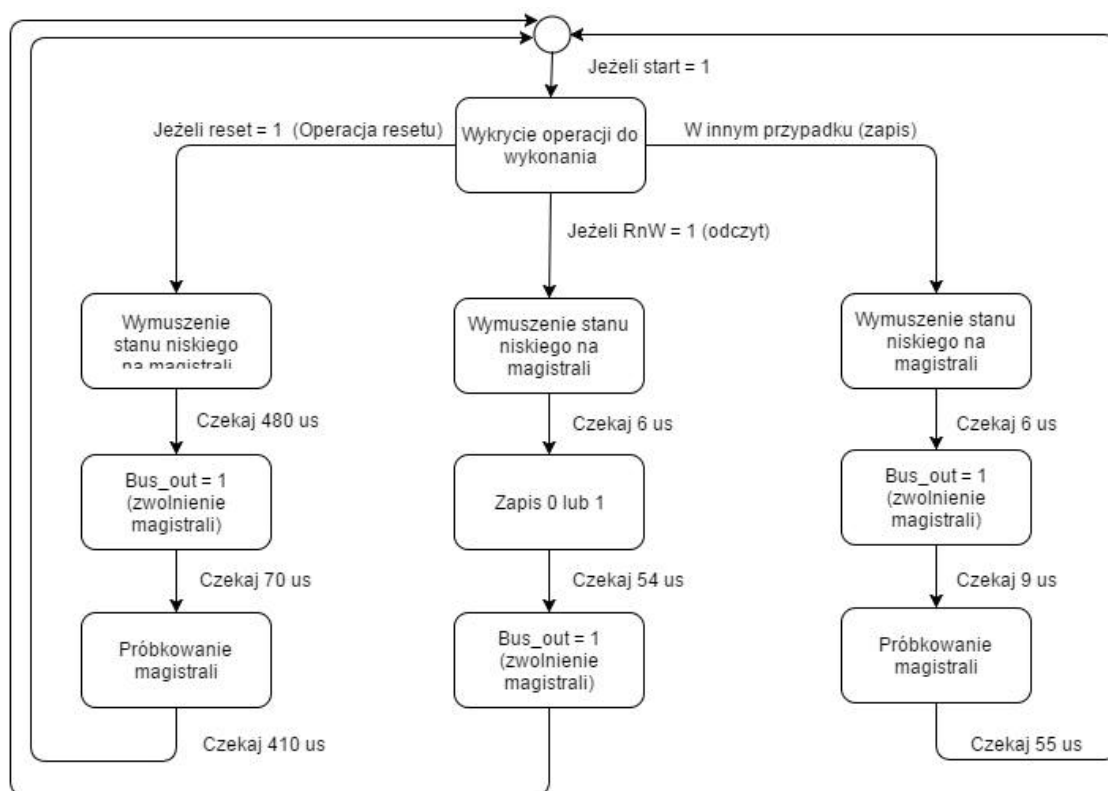 Jeżeli start = 1
Jeżeli reset = 1 (Operacja resetu)
Wykrycie operacji do
wykonania
W innym przypadku (zapis)
Jeżeli RnW = 1 (odczyt)
Wymuszenie
stanu niskiego
na magistrali
Czekaj 480 us
Bus_out = 1
(zwolnienie
magistrali)
Czekaj 70 us
Próbkowanie
magistrali
Czekaj 410 us
Wymuszenie stanu
niskiego na
magistrali
Czekaj 6 us
Zapis 0 lub 1
Czekaj 54 us
Bus_out = 1
(zwolnienie
magistrali)
Wymuszenie stanu
niskiego na
magistrali
Czekaj 6 us
Bus_out = 1
(zwolnienie
magistrali)
Czekaj 9 us
Próbkowanie
magistrali
Czekaj 55 us